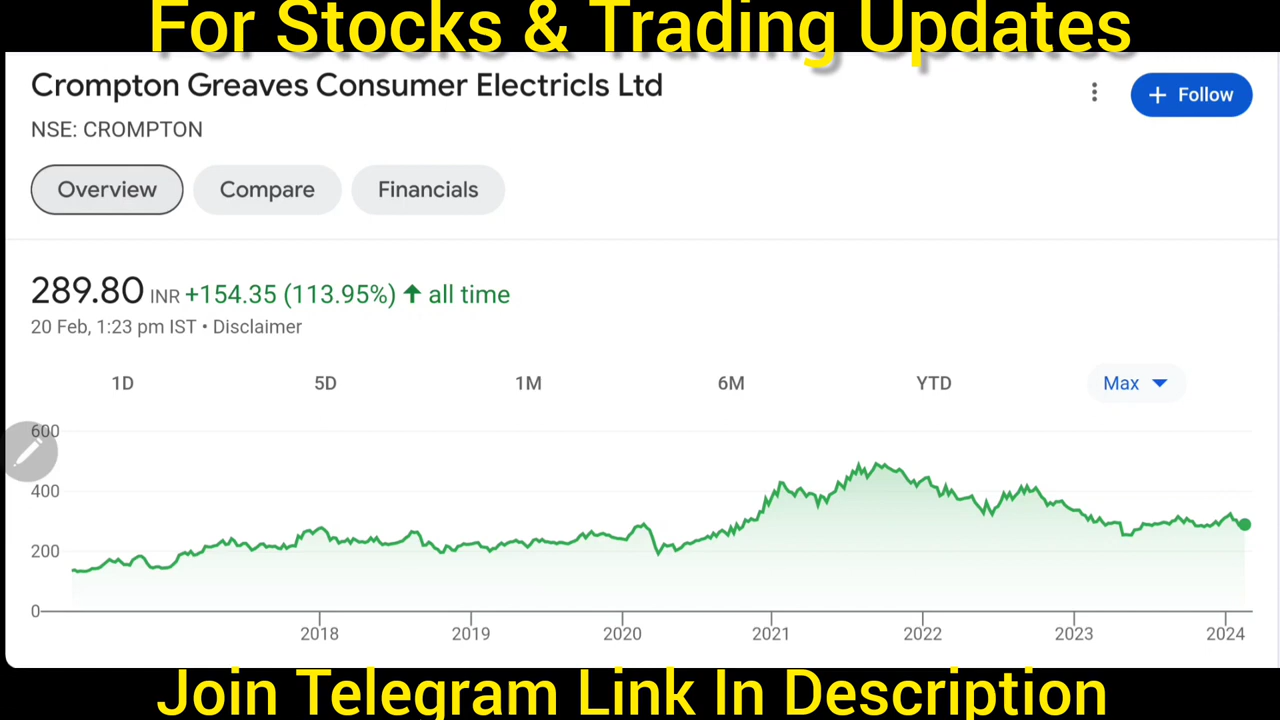 For Stocks & Trading Updates
Crompton Greaves Consumer Electricls Ltd
+ Follow
NSE: CROMPTON
Overview Compare Financials
289.80 INR +154.35 (113.95%) ↑ all time
20 Feb, 1:23 pm IST • Disclaimer
1D 5D 1M 6M YTD Max
600
400
200
0
2018 2019 2020 2021 2022 2023 2024
Join Telegram Link In Description